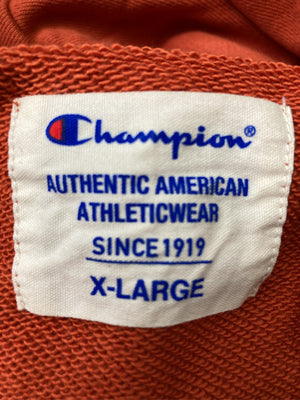 Champion®
AUTHENTIC AMERICAN
ATHLETICWEAR
SINCE 1919
X-LARGE